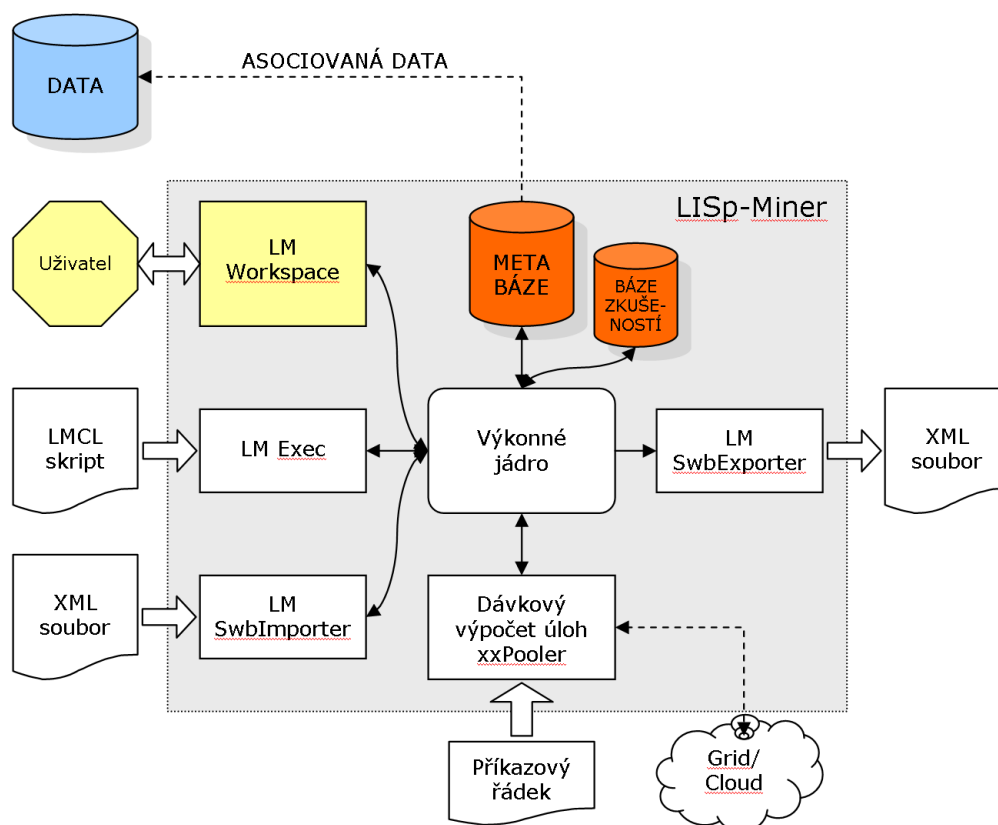 DATA
ASOCIOVANÁ DATA
LISp-Miner
Uživatel
LM
Workspace
META
BÁZE
BÁZE
ZKUŠE-
NOSTÍ
LMCL
skript
LM Exec
Výkonné
jádro
LM
SwbExporter
XML
soubor
XML
soubor
LM
SwbImporter
Dávkový
výpočet úloh
xxPooler
Příkazový
řádek
Grid/
Cloud